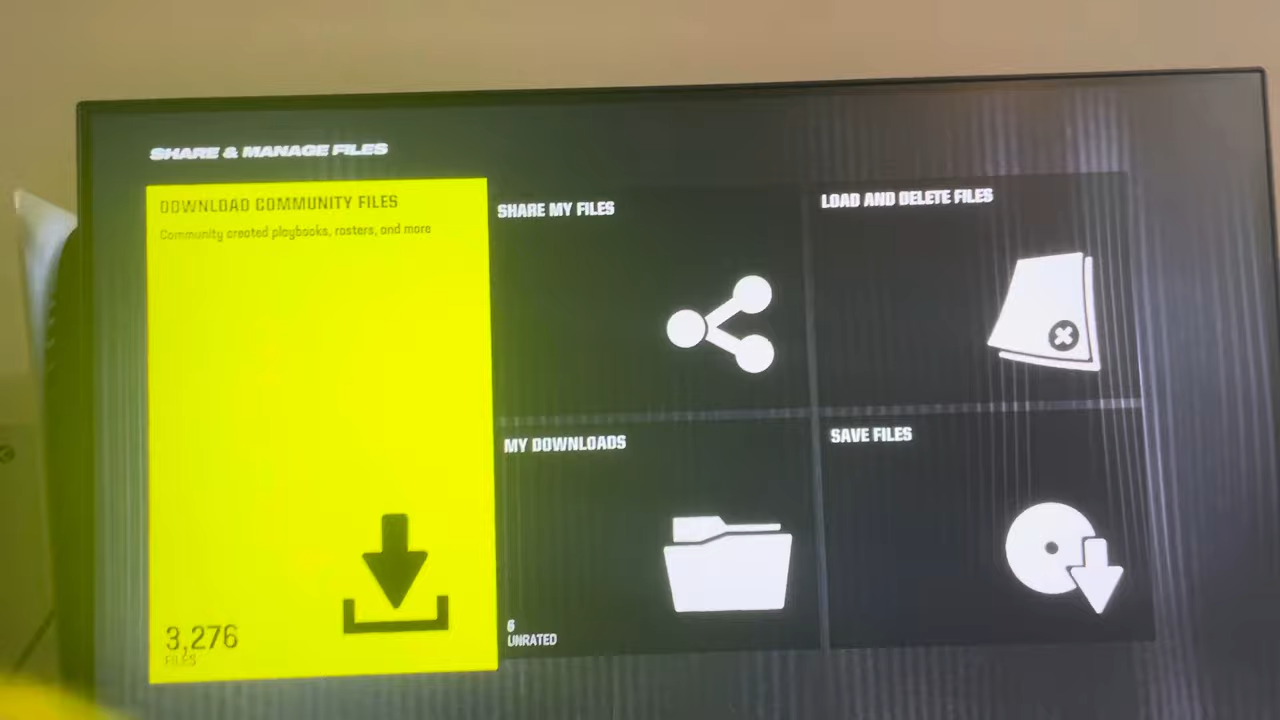 SHARE & MANAGE FILES
DOWNLOAD COMMUNITY FILES
Community created playbooks, rosters, and more
3,276
FILES
SHARE MY FILES
LOAD AND DELETE FILES
MY DOWNLOADS
6
UNRATED
SAVE FILES